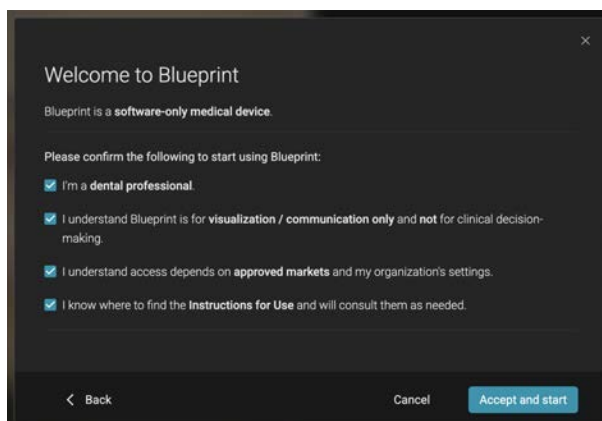 Welcome to Blueprint
Blueprint is a software-only medical device.
Please confirm the following to start using Blueprint:
I'm a dental professional.
I understand Blueprint is for visualization / communication only and not for clinical decision-
making.
I understand access depends on approved markets and my organization's settings.
I know where to find the Instructions for Use and will consult them as needed.
Back
Cancel
Accept and start